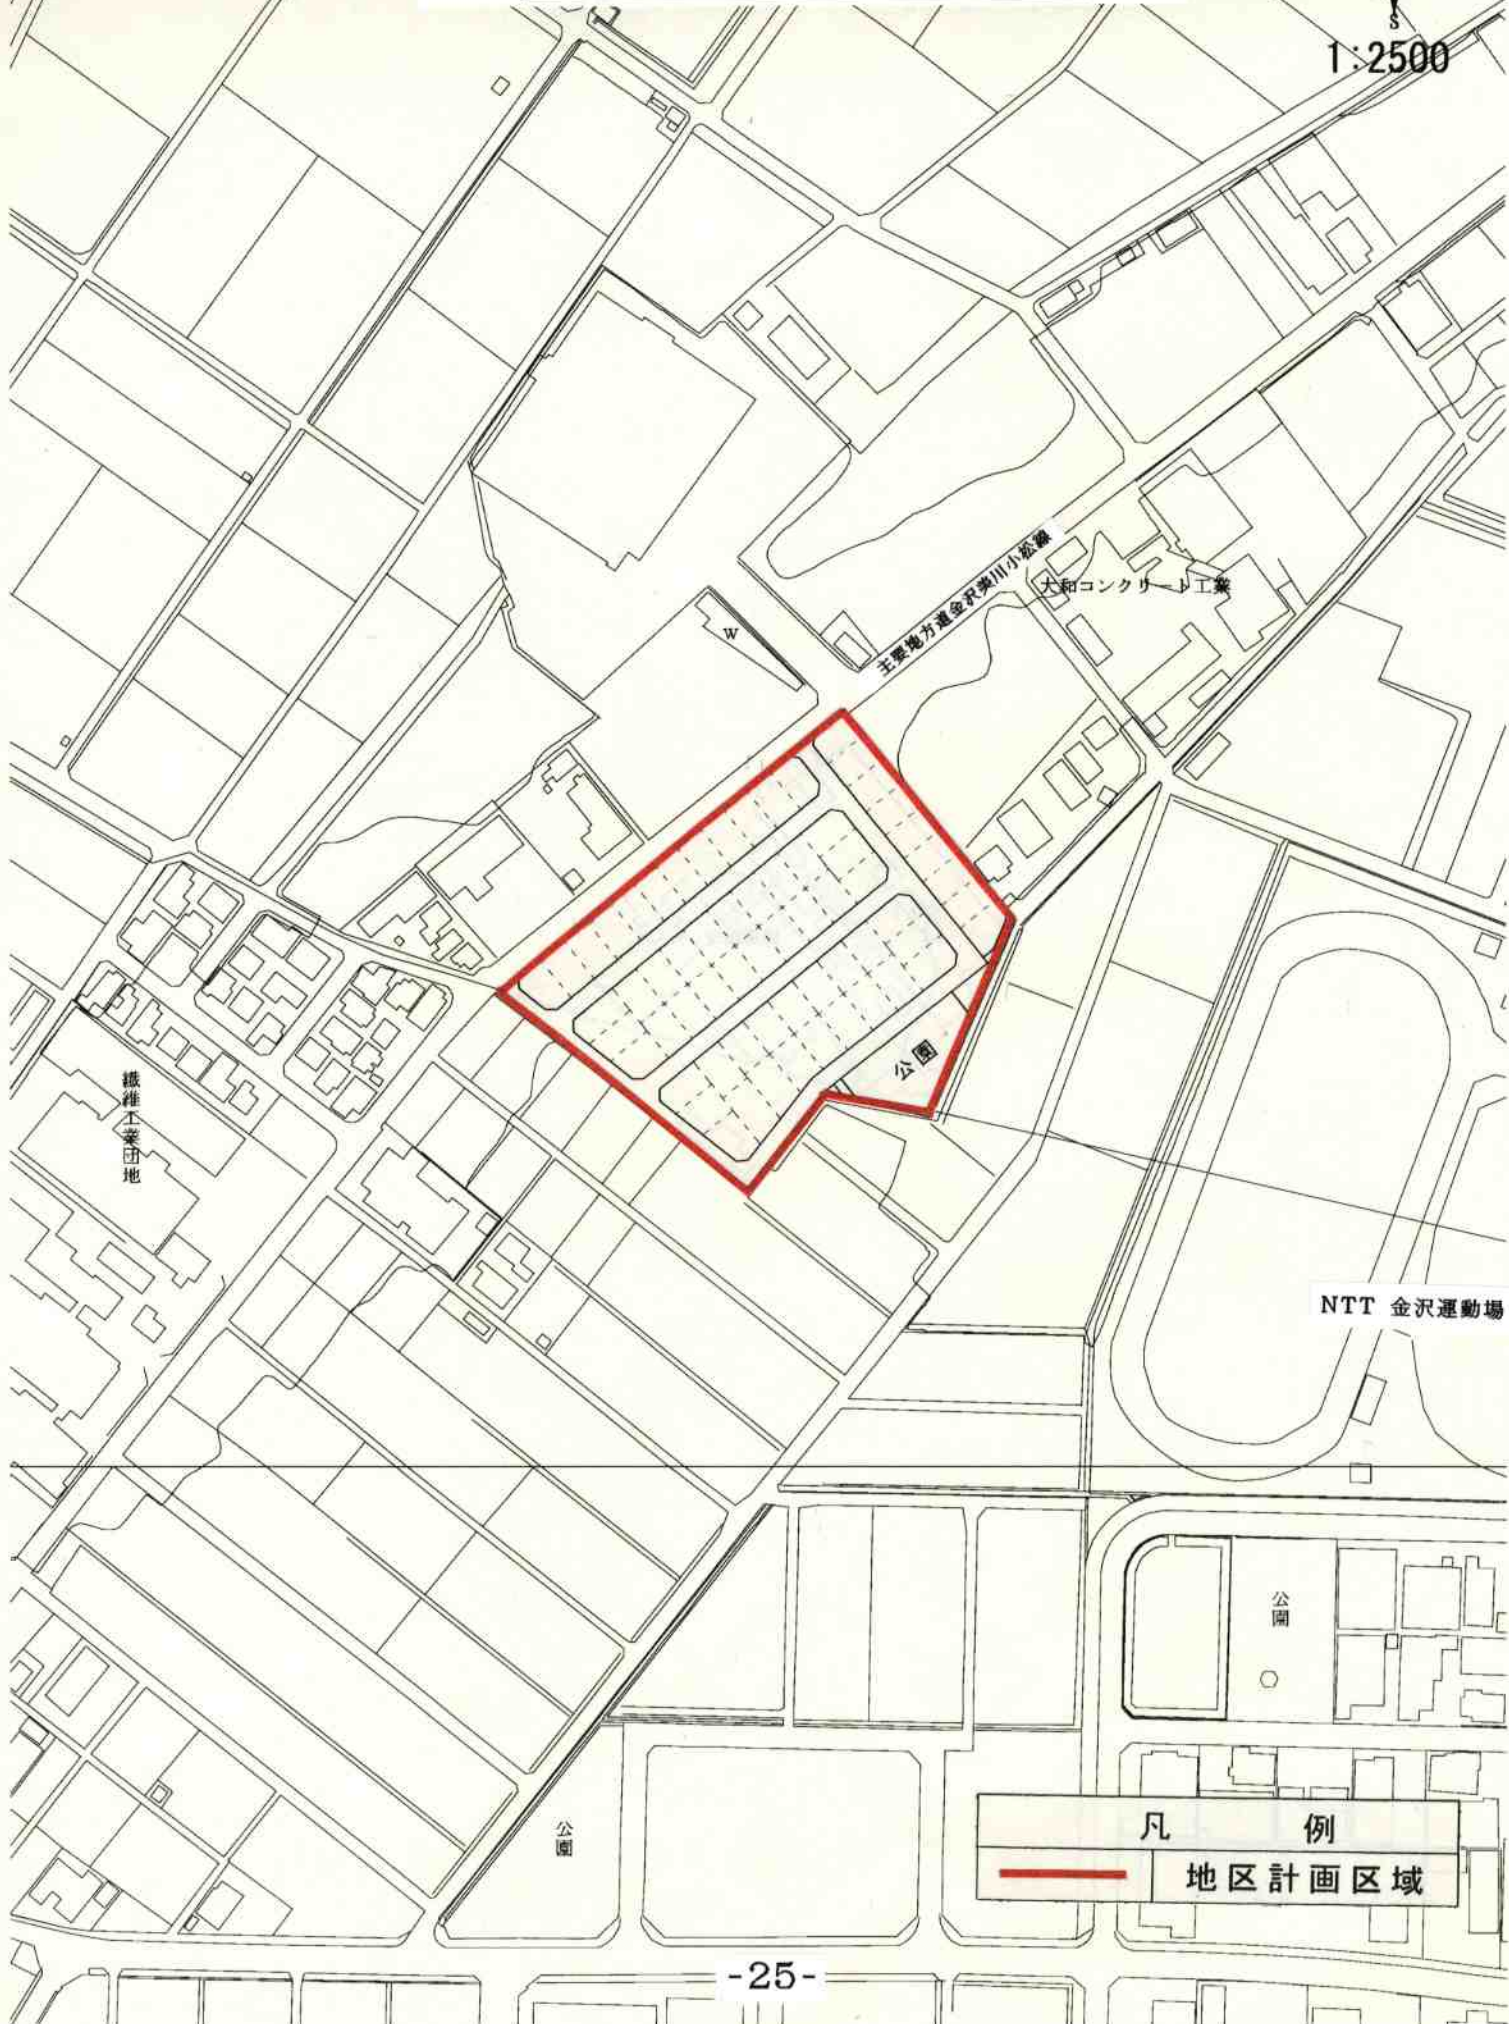 S
1:2500
主要地方道金沢美川小松線
大和コンクリート工業
W
公園
繊維工業団地
NTT 金沢運動場
公園
公園
凡 例
地区計画区域
-25-